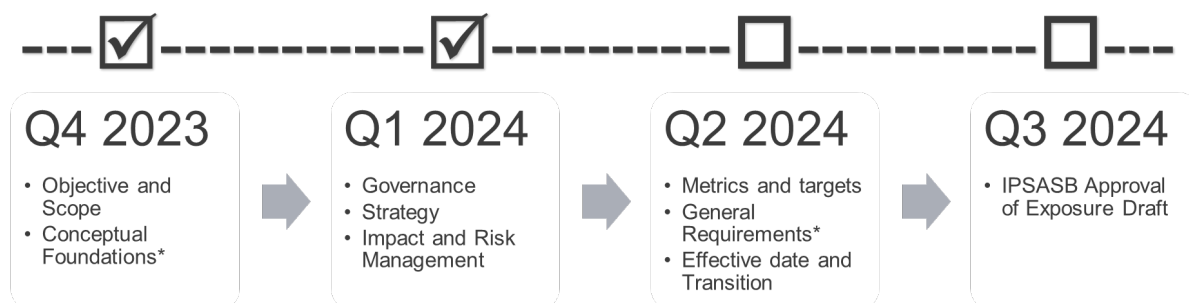 Q4 2023
• Objective and
Scope
• Conceptual
Foundations*
Q1 2024
• Governance
• Strategy
• Impact and Risk
Management
Q2 2024
• Metrics and targets
• General
Requirements*
• Effective date and
Transition
Q3 2024
• IPSASB Approval
of Exposure Draft